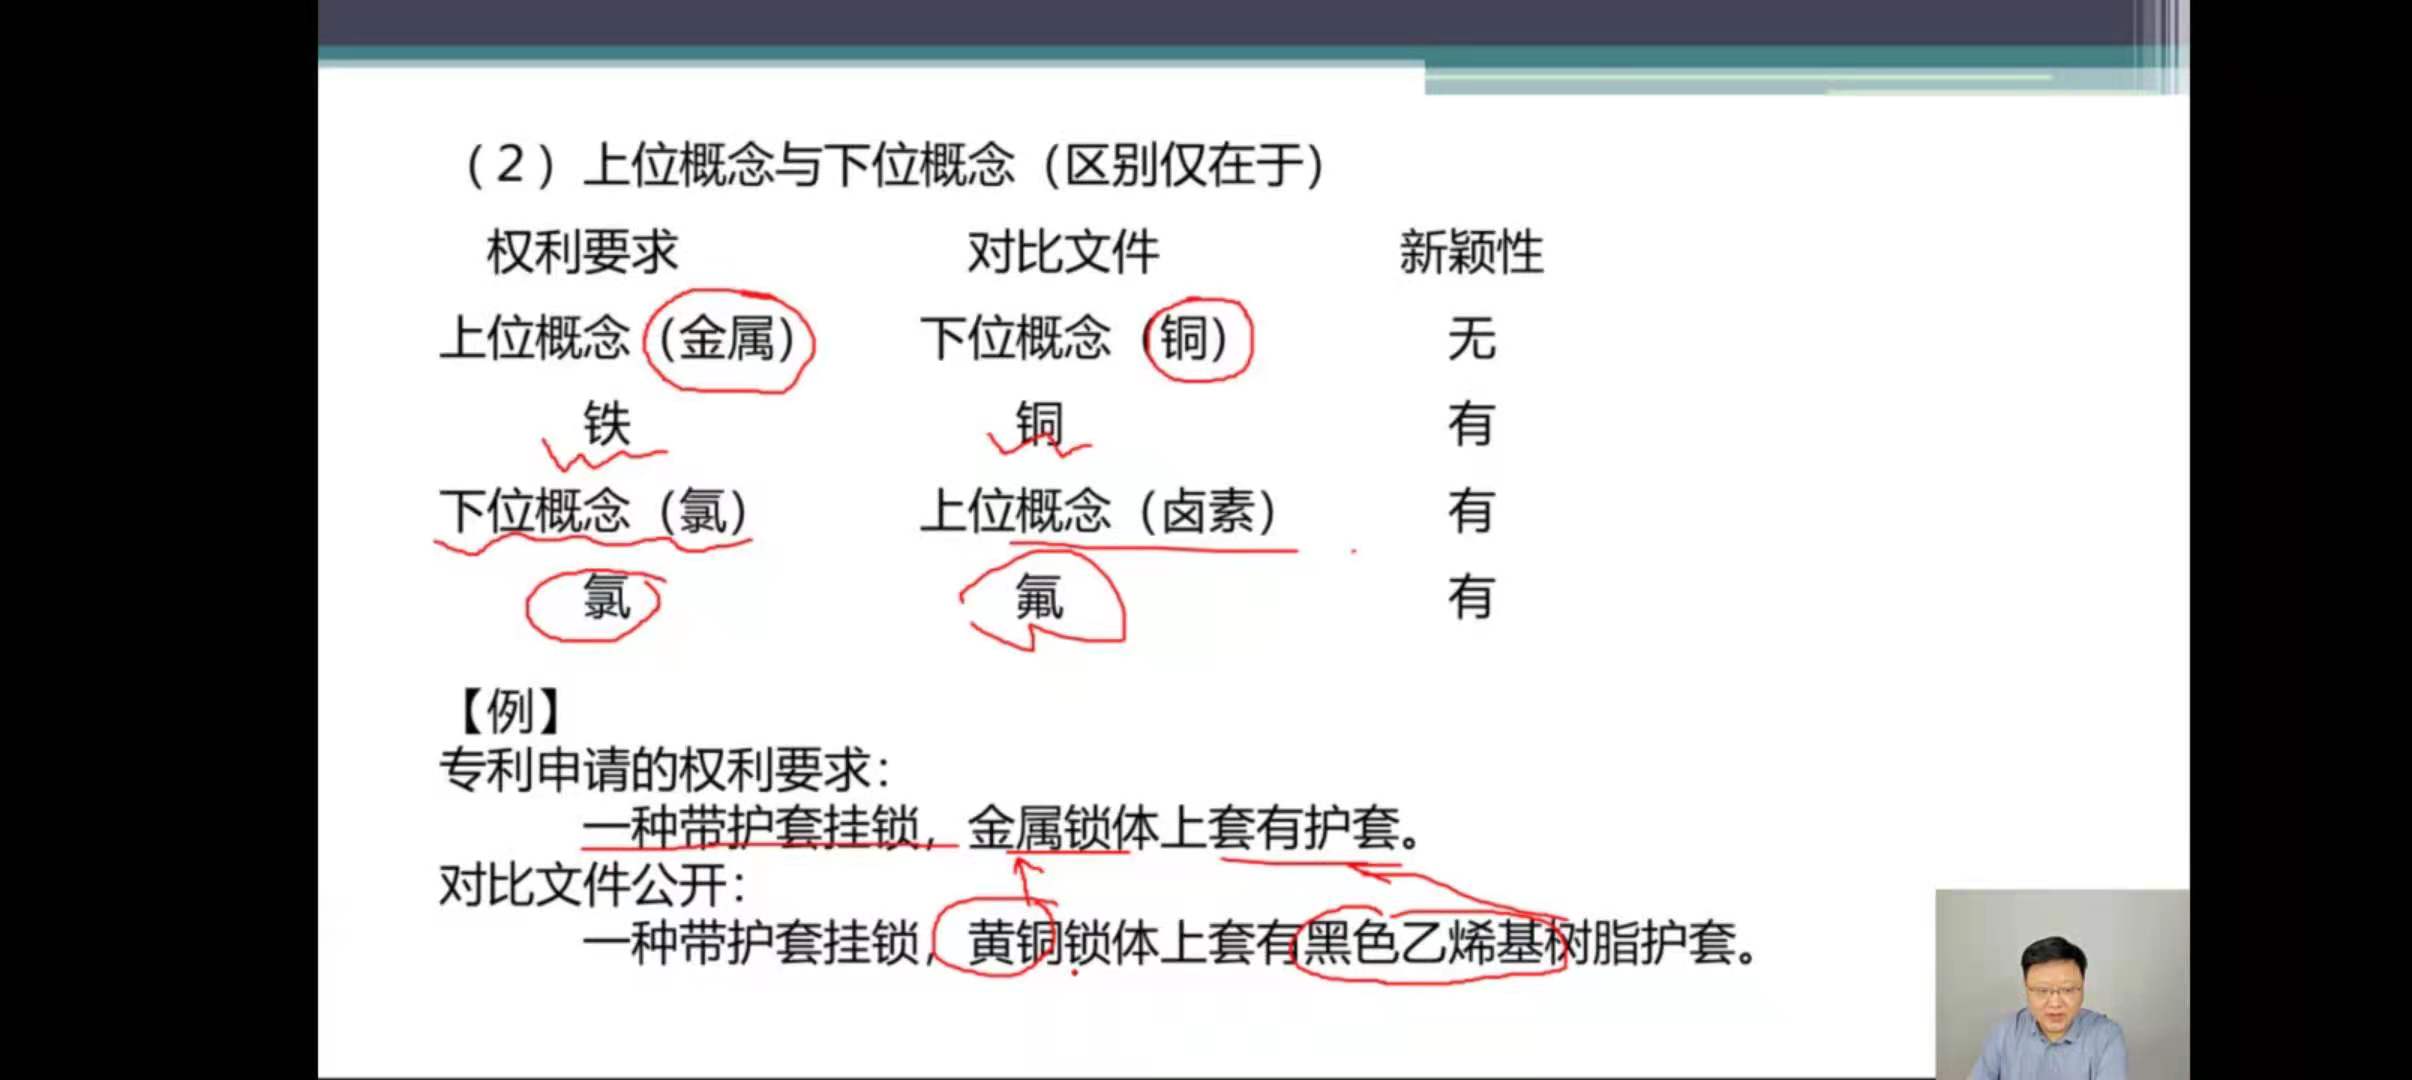 （2）上位概念与下位概念（区别仅在于）
权利要求 对比文件 新颖性
上位概念（金属） 下位概念（铜） 无
铁 铜 有
下位概念（氯） 上位概念（卤素） 有
氯 氟 有
【例】
专利申请的权利要求：
一种带护套挂锁，金属锁体上套有护套。
对比文件公开：
一种带护套挂锁，黄铜锁体上套有黑色乙烯基树脂护套。